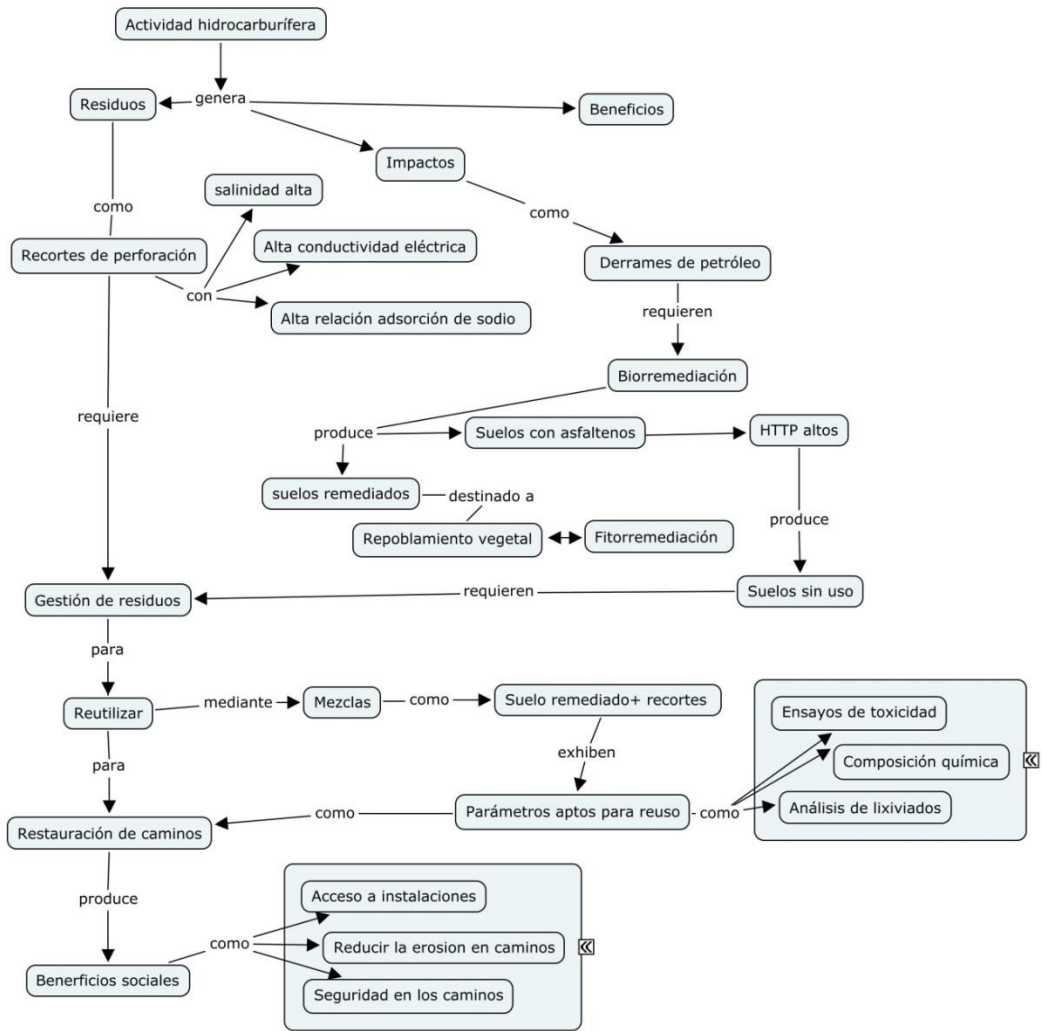 Actividad hidrocarburífera
Residuos
genera
Beneficios
Impactos
salinidad alta
como
como
Alta conductividad eléctrica
Recortes de perforación
Derrames de petróleo
con
Alta relación adsorción de sodio
requieren
Biorremediación
requiere
produce
Suelos con asfaltenos
HTTP altos
suelos remediados
destinado a
produce
Repoblamiento vegetal
Fitorremediación
Gestión de residuos
requieren
Suelos sin uso
para
Reutilizar
mediante
Mezclas
como
Suelo remediado+ recortes
Ensayos de toxicidad
exhiben
Composición química
para
Parámetros aptos para reuso
como
Análisis de lixiviados
como
Restauración de caminos
produce
Acceso a instalaciones
como
Reducir la erosion en caminos
Benerficios sociales
Seguridad en los caminos